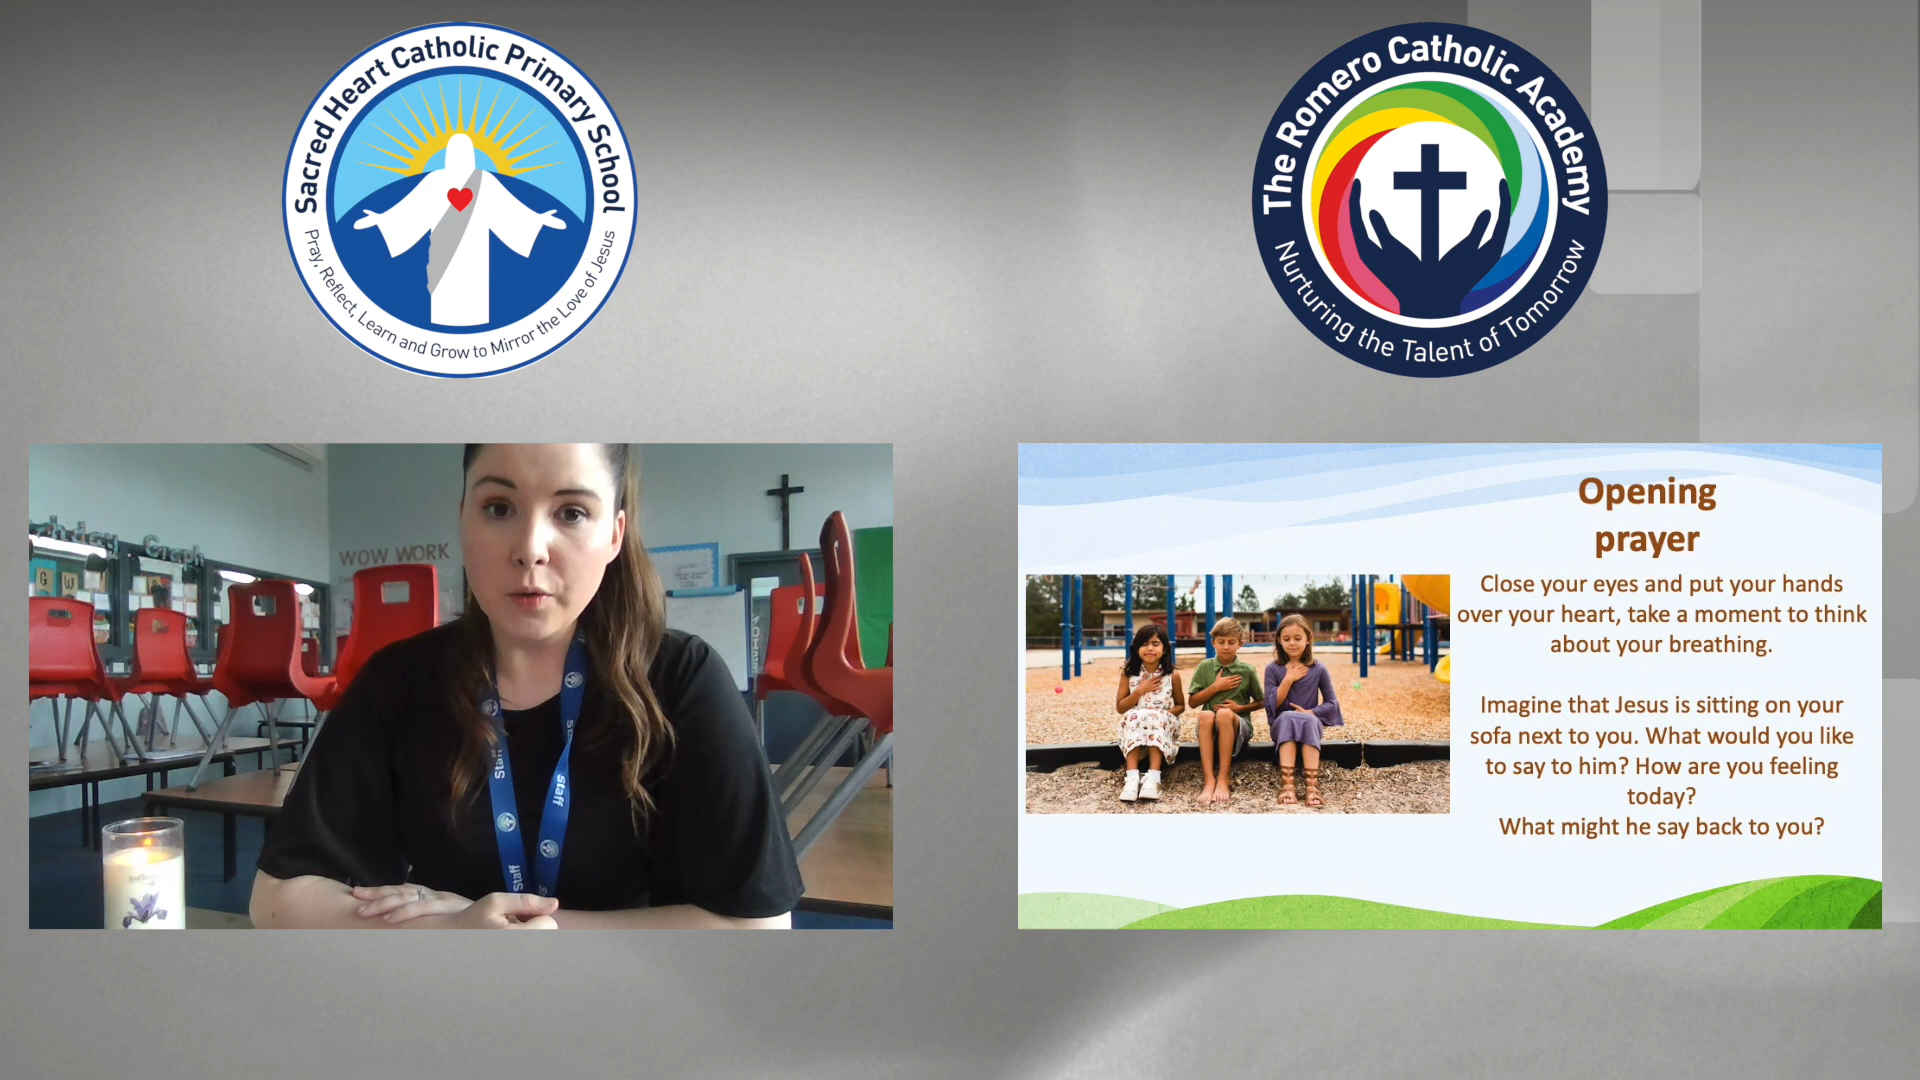 Sacred Heart Catholic Primary School
Pray, Reflect, Learn and Grow to Mirror the Love of Jesus
The Romero Catholic Academy
Nurturing the Talent of Tomorrow
WOW WORK
G W
Staff
Staff
Staff
Staff
Opening
prayer
Close your eyes and put your hands
over your heart, take a moment to think
about your breathing.
Imagine that Jesus is sitting on your
sofa next to you. What would you like
to say to him? How are you feeling
today?
What might he say back to you?